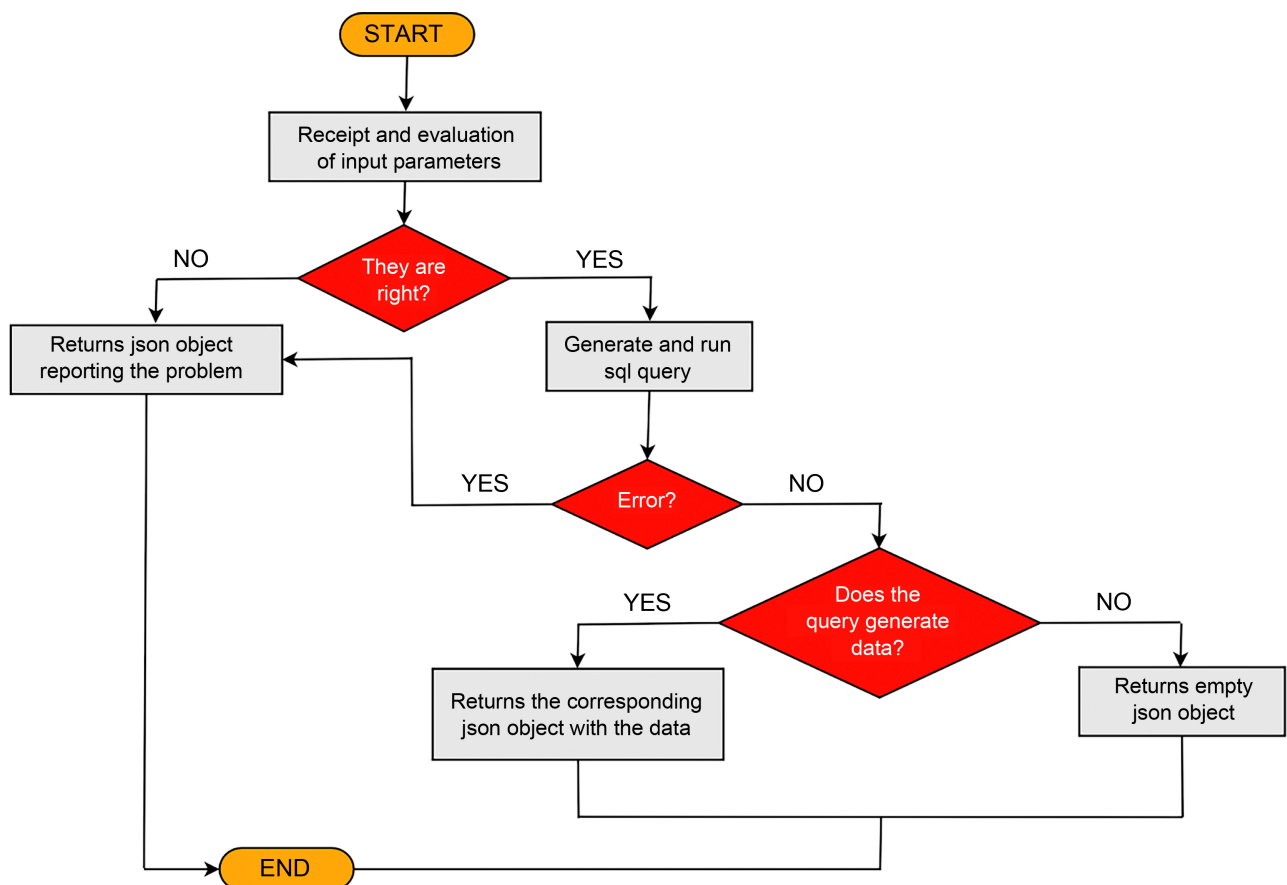 START
Receipt and evaluation
of input parameters
NO
YES
They are
right?
Returns json object
reporting the problem
Generate and run
sql query
YES
Error?
NO
YES
Does the
query generate
data?
NO
Returns the corresponding
json object with the data
Returns empty
json object
END